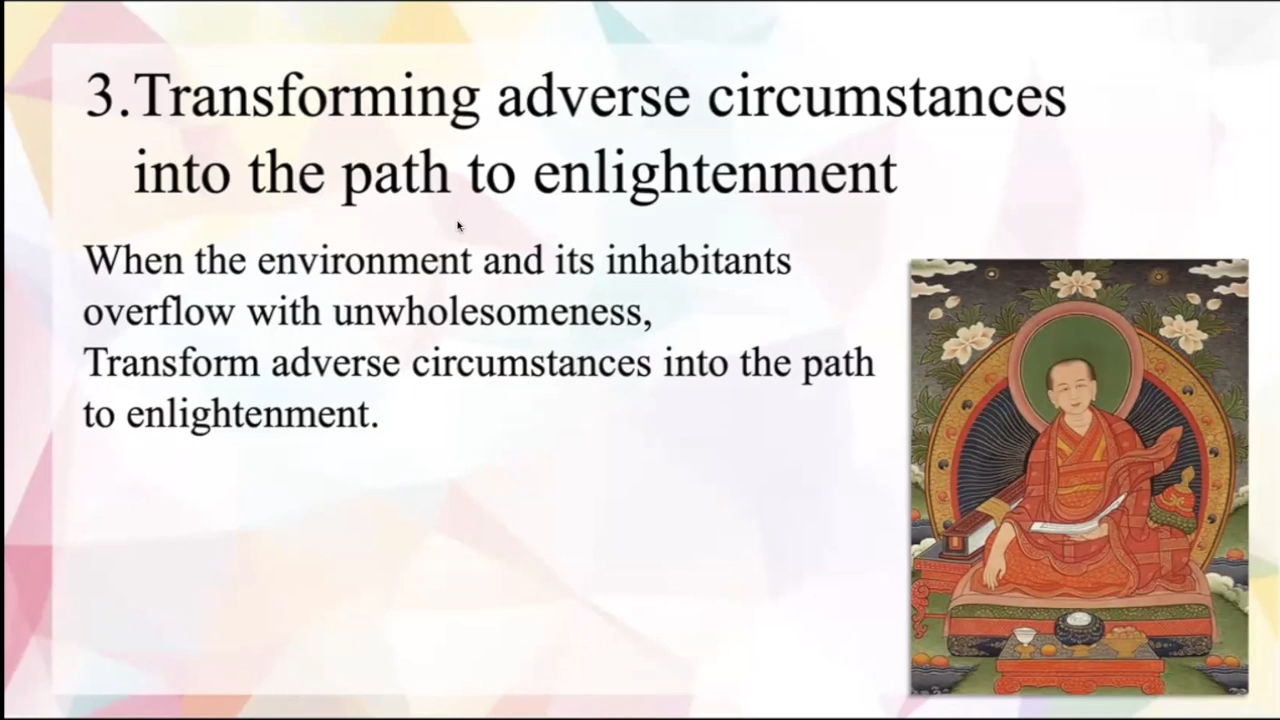 3.Transforming adverse circumstances
into the path to enlightenment
When the environment and its inhabitants
overflow with unwholesomeness,
Transform adverse circumstances into the path
to enlightenment.